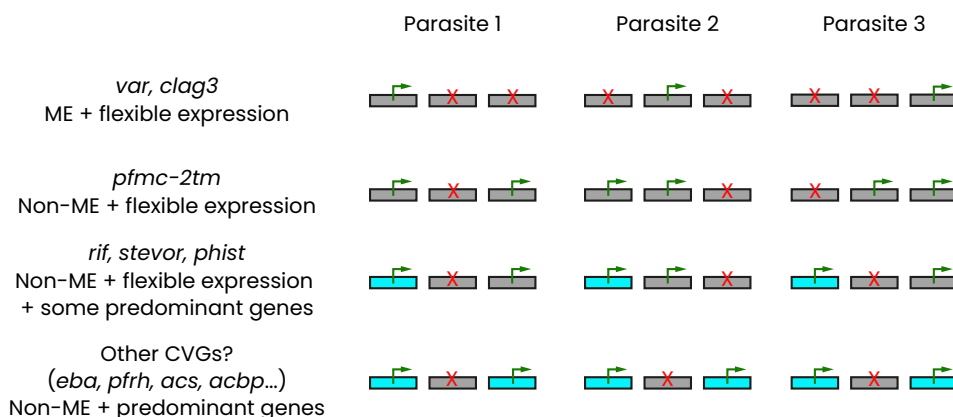 Parasite 1 Parasite 2 Parasite 3
var, clag3
ME + flexible expression
X X X X X X
pfmc-2tm
Non-ME + flexible expression
X X X
rif, stevor, phist
Non-ME + flexible expression
+ some predominant genes
X X X
Other CVGs?
(eba, pfrh, acs, acbp...)
Non-ME + predominant genes
X X X